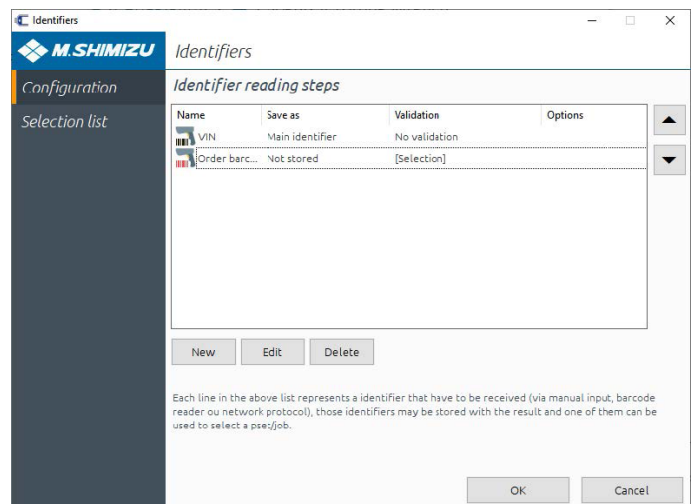 Identifiers
M.SHIMIZU
Identifiers
Configuration
Selection list
Identifier reading steps
Name Save as Validation Options
VIN Main identifier No validation
Order barc... Not stored [Selection]
New Edit Delete
Each line in the above list represents a identifier that have to be received (via manual input, barcode
reader ou network protocol), those identifiers may be stored with the result and one of them can be
used to select a pset/job.
OK Cancel